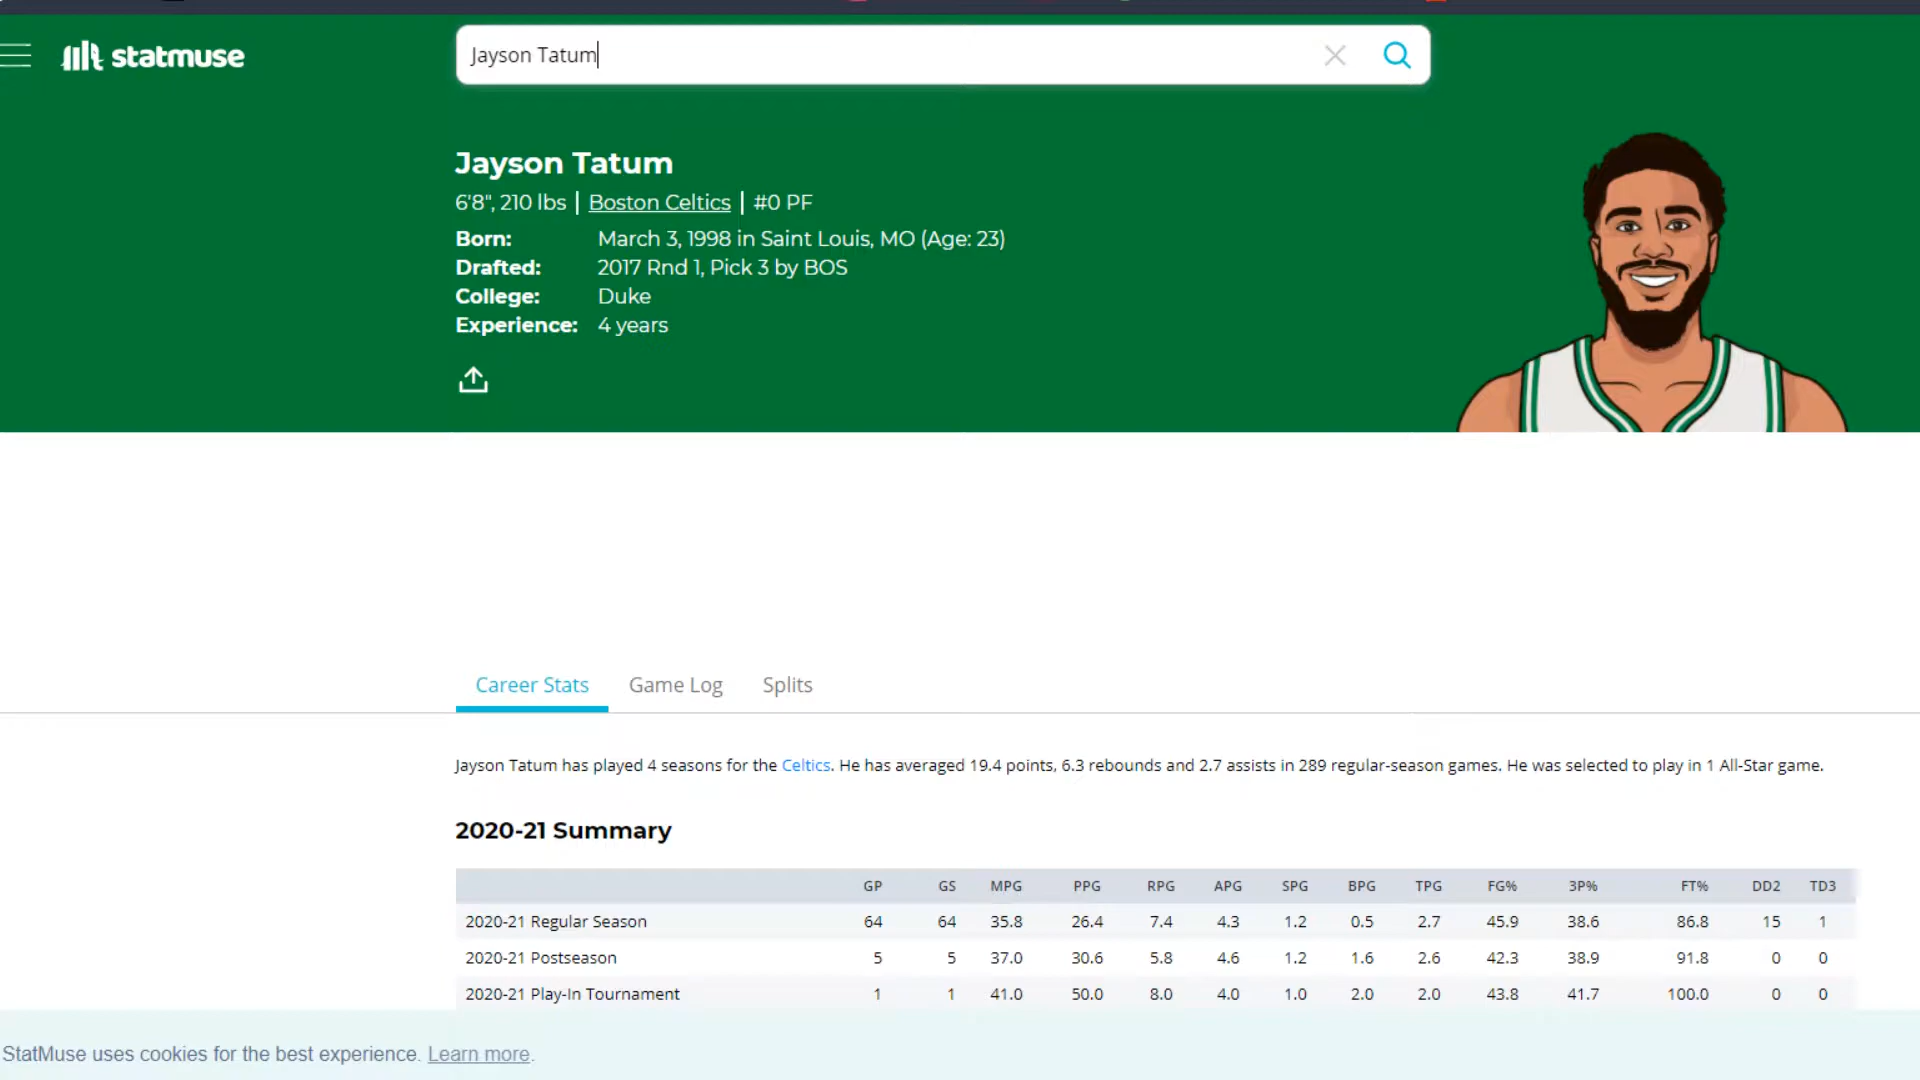 statmuse
Jayson Tatum
Jayson Tatum
6'8", 210 lbs | Boston Celtics | #0 PF
Born: March 3, 1998 in Saint Louis, MO (Age: 23)
Drafted: 2017 Rnd 1, Pick 3 by BOS
College: Duke
Experience: 4 years
Career Stats Game Log Splits
Jayson Tatum has played 4 seasons for the Celtics. He has averaged 19.4 points, 6.3 rebounds and 2.7 assists in 289 regular-season games. He was selected to play in 1 All-Star game.
2020-21 Summary
GP GS MPG PPG RPG APG SPG BPG TPG FG% 3P% FT% DD2 TD3
2020-21 Regular Season 64 64 35.8 26.4 7.4 4.3 1.2 0.5 2.7 45.9 38.6 86.8 15 1
2020-21 Postseason 5 5 37.0 30.6 5.8 4.6 1.2 1.6 2.6 42.3 38.9 91.8 0 0
2020-21 Play-In Tournament 1 1 41.0 50.0 8.0 4.0 1.0 2.0 2.0 43.8 41.7 100.0 0 0
StatMuse uses cookies for the best experience. Learn more.